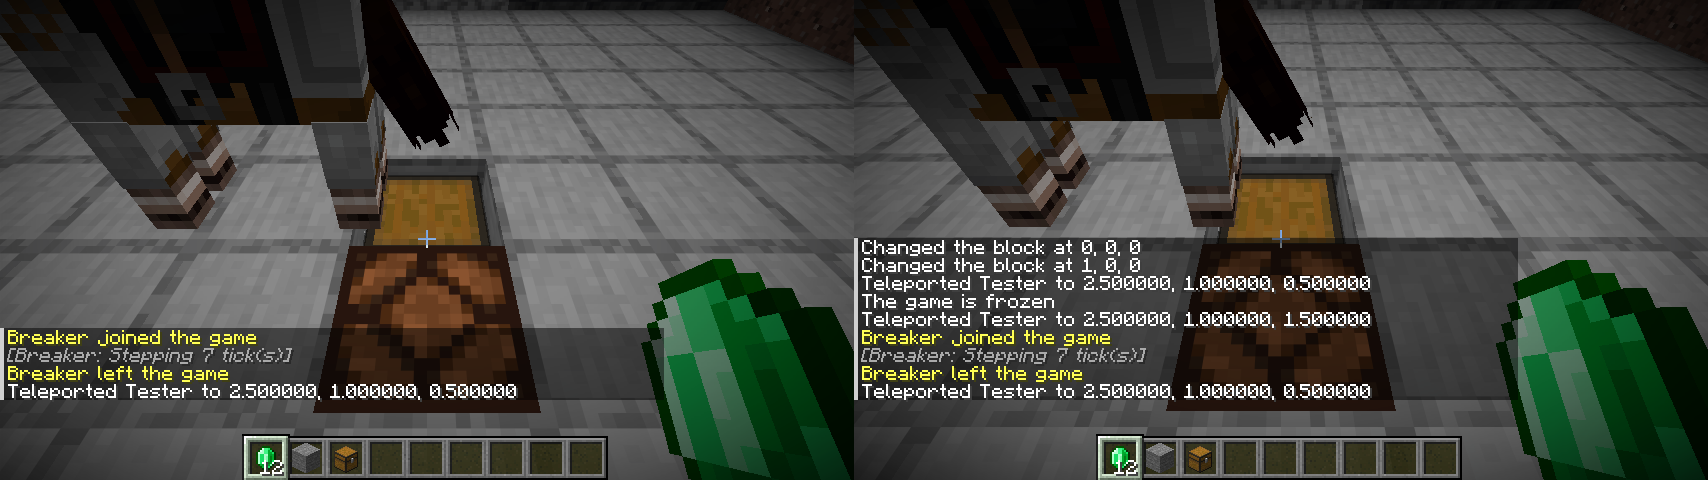 Breaker joined the game
[Breaker: Stepping 7 tick(s)]
Breaker left the game
Teleported Tester to 2.500000, 1.000000, 0.500000
12
Changed the block at 0, 0, 0
Changed the block at 1, 0, 0
Teleported Tester to 2.500000, 1.000000, 0.500000
The game is frozen
Teleported Tester to 2.500000, 1.000000, 1.500000
Breaker joined the game
[Breaker: Stepping 7 tick(s)]
Breaker left the game
Teleported Tester to 2.500000, 1.000000, 0.500000
12